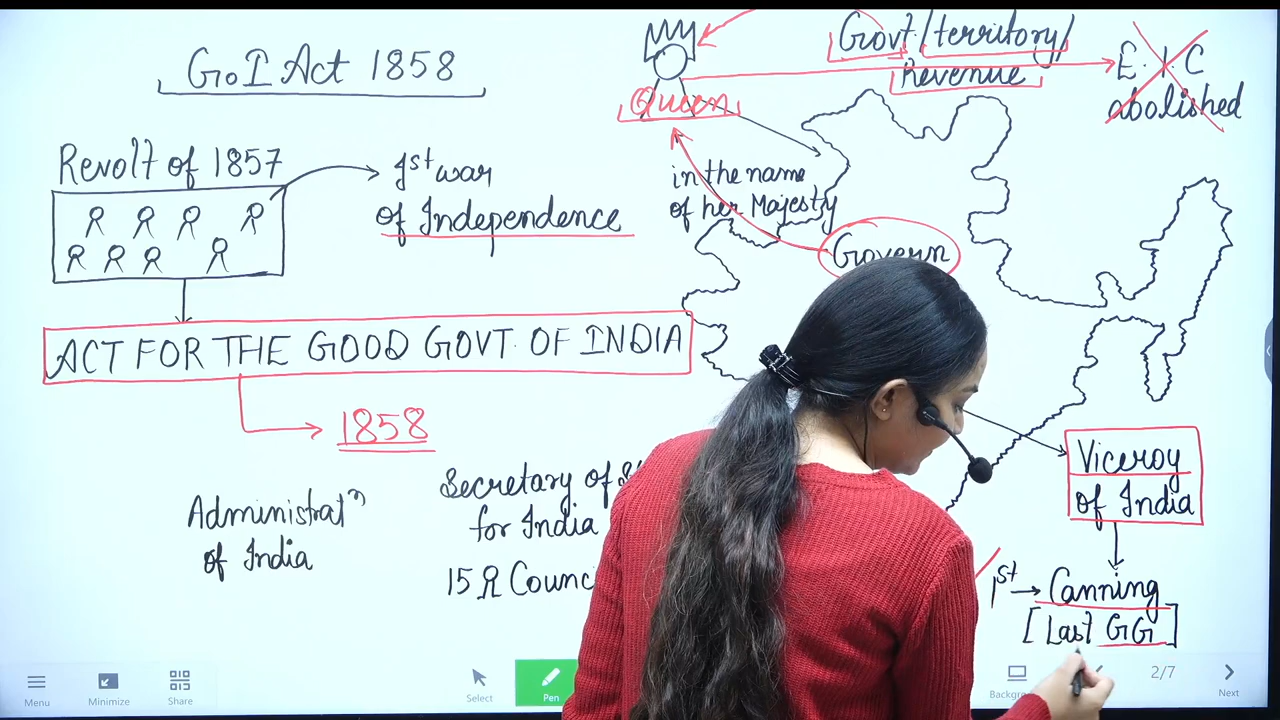 GoI Act 1858
Revolt of 1857
1st war
of Independence
ACT FOR THE GOOD GOVT. OF INDIA
1858
Administratn
of India
Secretary of
for India
15
Queen
in the name
of her Majesty
Govern
Govt./territory/
Revenue
E.I.C
abolished
Viceroy
of India
1st → Canning
[Last GG]
Menu
Minimize
Share
Select
Pen
2/7
Next